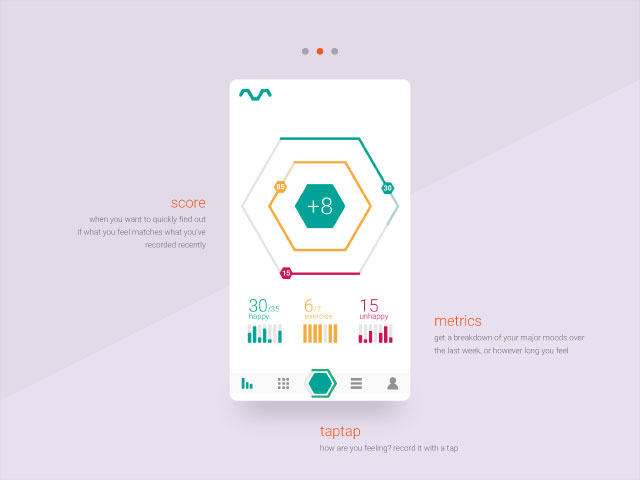 score
when you want to quickly find out
if what you feel matches what you've
recorded recently
30
85
+8
15
30/35
happy
6/7
exercise
15
unhappy
metrics
get a breakdown of your major moods over
the last week, or however long you feel
taptap
how are you feeling? record it with a tap